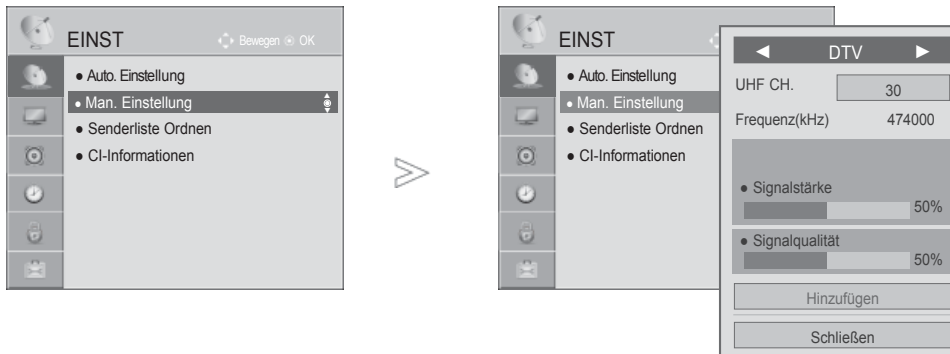 EINST
Bewegen OK
● Auto. Einstellung
● Man. Einstellung
● Senderliste Ordnen
● CI-Informationen
EINST
● Auto. Einstellung
● Man. Einstellung
● Senderliste Ordnen
● CI-Informationen
◄ DTV ►
UHF CH. 30
Frequenz(kHz) 474000
● Signalstärke
50%
● Signalqualität
50%
Hinzufügen
Schließen